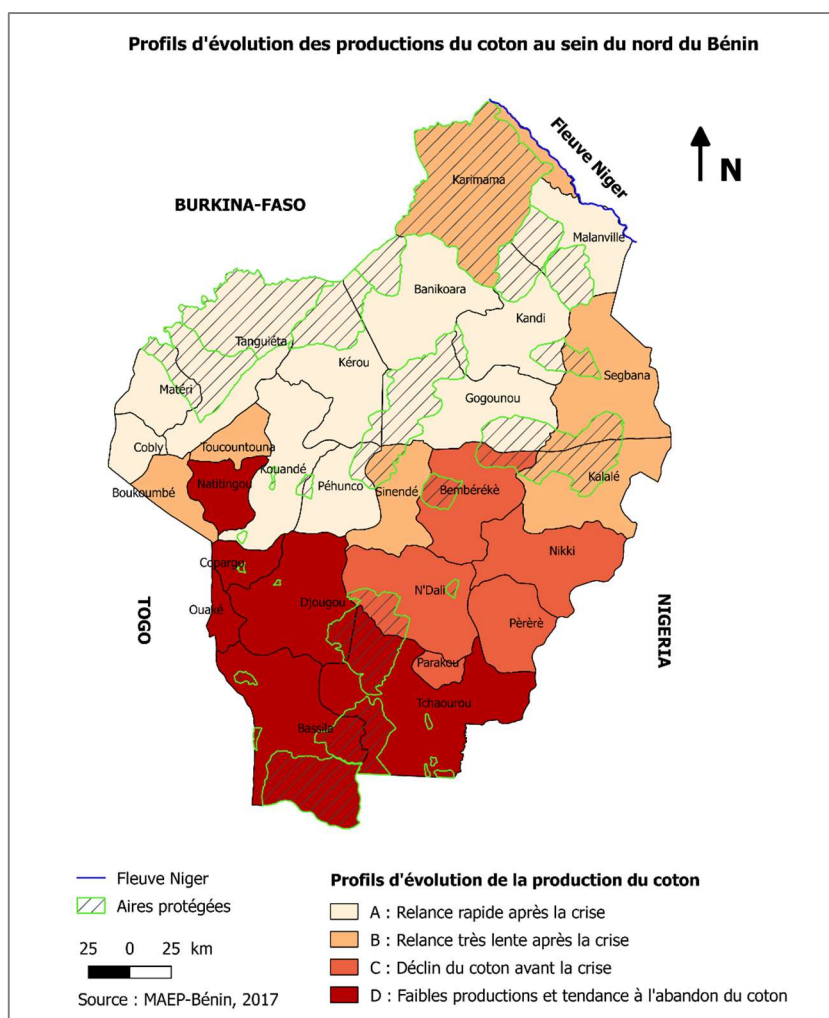 Profils d'évolution des productions du coton au sein du nord du Bénin
Fleuve Niger
N
Karimama
BURKINA-FASO
Malanville
Banikoara
Kandi
Tanguiéta
Kérou
Segbana
Matéri
Gogounou
Cobly
Toucountouna
Kouandé
Kalalé
Natitingou
Péhunco
Boukoumbé
Sinendé
Bembérékè
Nikki
Copargo
N'Dali
Djougou
TOGO
Ouaké
NIGERIA
Pèrèrè
Parakou
Tchaourou
Bassila
Fleuve Niger
Aires protégées
25 0 25 km
Source : MAEP-Bénin, 2017
Profils d'évolution de la production du coton
A : Relance rapide après la crise
B : Relance très lente après la crise
C : Déclin du coton avant la crise
D : Faibles productions et tendance à l'abandon du coton